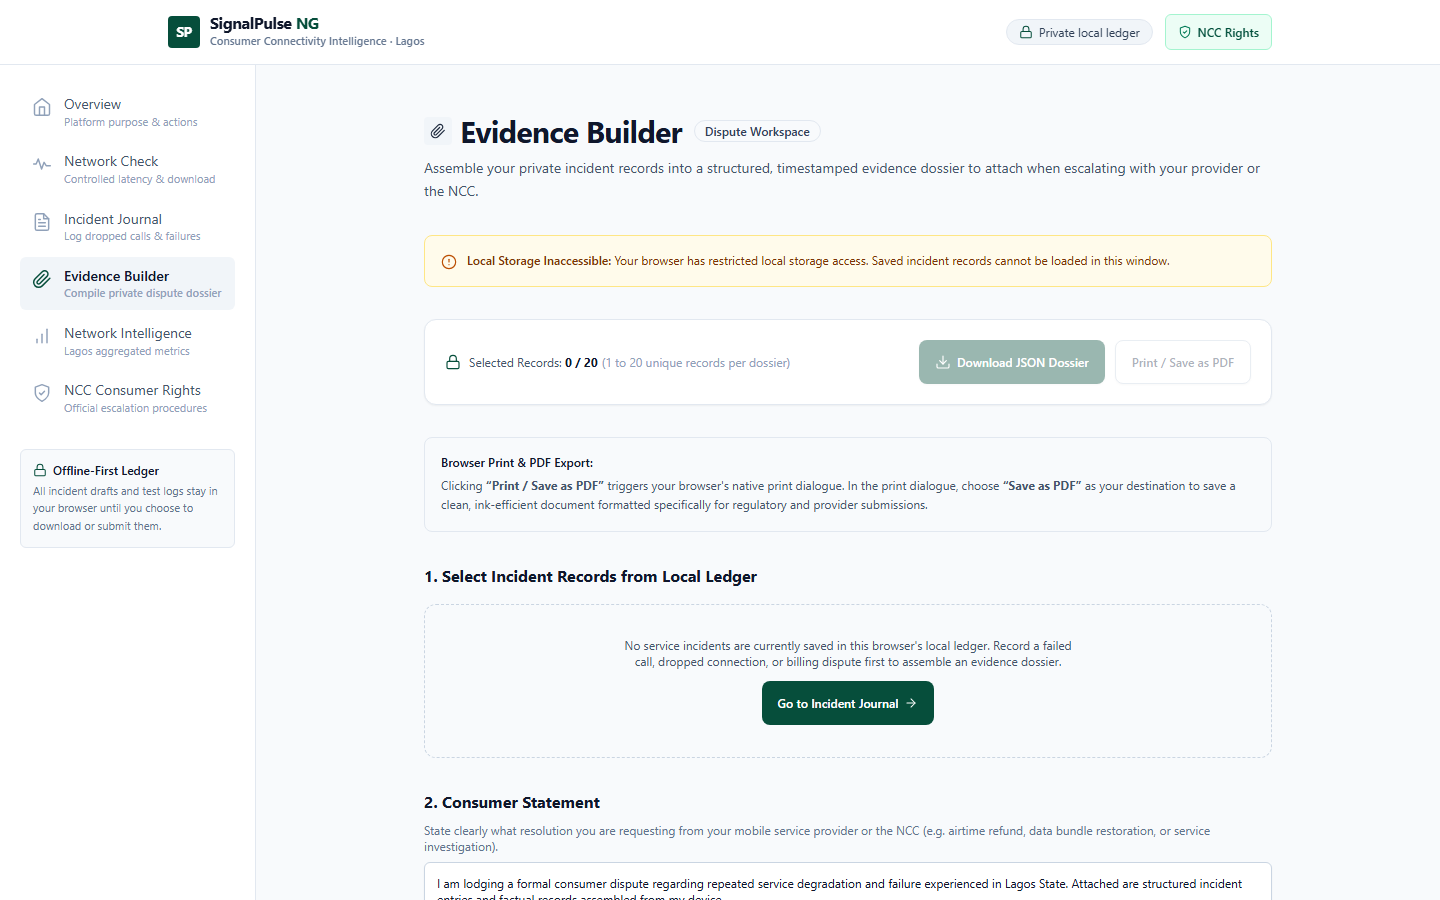 SP
SignalPulse NG
Consumer Connectivity Intelligence · Lagos
Private local ledger
NCC Rights
Overview
Platform purpose & actions
Network Check
Controlled latency & download
Incident Journal
Log dropped calls & failures
Evidence Builder
Compile private dispute dossier
Network Intelligence
Lagos aggregated metrics
NCC Consumer Rights
Official escalation procedures
Offline-First Ledger
All incident drafts and test logs stay in
your browser until you choose to
download or submit them.
Evidence Builder
Dispute Workspace
Assemble your private incident records into a structured, timestamped evidence dossier to attach when escalating with your provider or
the NCC.
Local Storage Inaccessible: Your browser has restricted local storage access. Saved incident records cannot be loaded in this window.
Selected Records: 0 / 20 (1 to 20 unique records per dossier)
Download JSON Dossier
Print / Save as PDF
Browser Print & PDF Export:
Clicking “Print / Save as PDF” triggers your browser's native print dialogue. In the print dialogue, choose “Save as PDF” as your destination to save a
clean, ink-efficient document formatted specifically for regulatory and provider submissions.
1. Select Incident Records from Local Ledger
No service incidents are currently saved in this browser's local ledger. Record a failed
call, dropped connection, or billing dispute first to assemble an evidence dossier.
Go to Incident Journal
2. Consumer Statement
State clearly what resolution you are requesting from your mobile service provider or the NCC (e.g. airtime refund, data bundle restoration, or service
investigation).
I am lodging a formal consumer dispute regarding repeated service degradation and failure experienced in Lagos State. Attached are structured incident
entries and factual records assembled from my device.